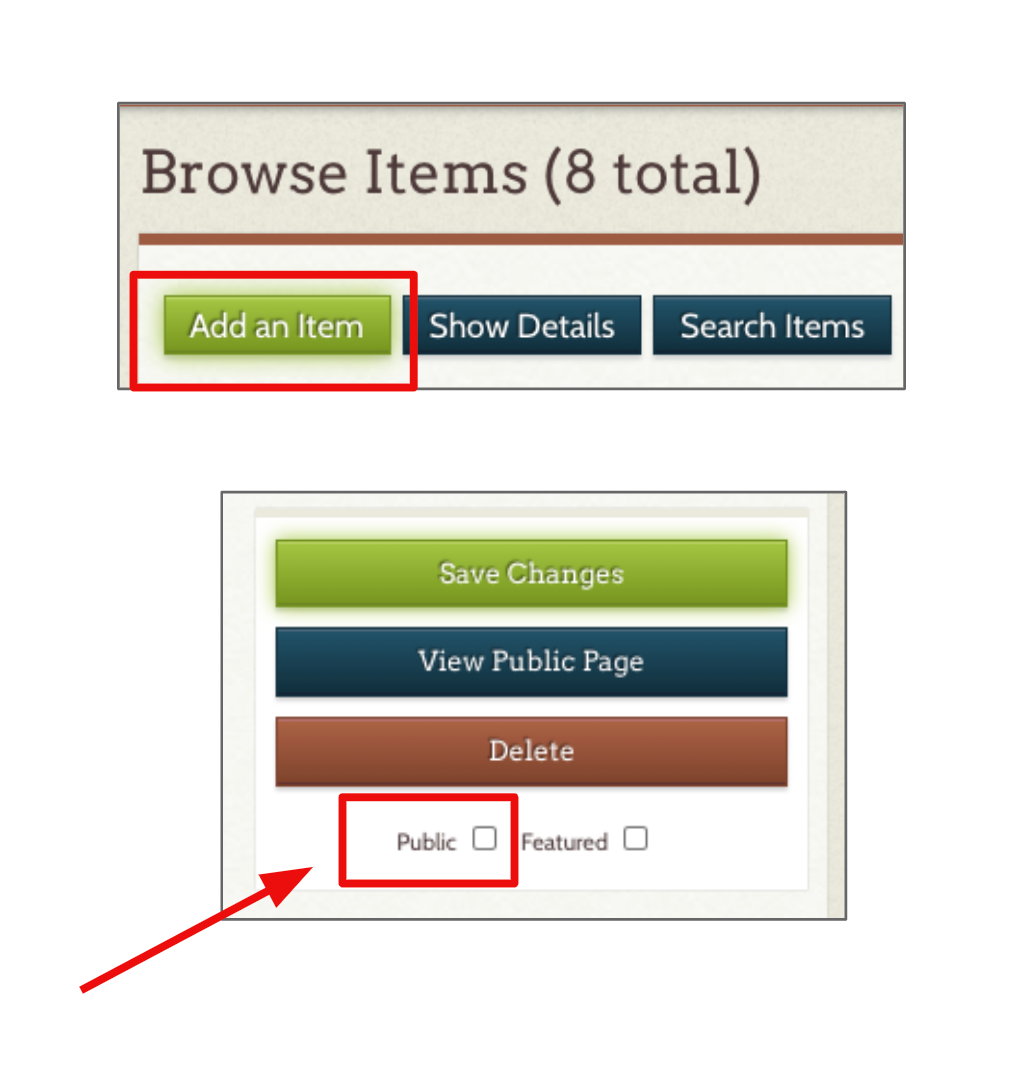 Browse Items (8 total)
Add an Item Show Details Search Items
Save Changes
View Public Page
Delete
Public Featured